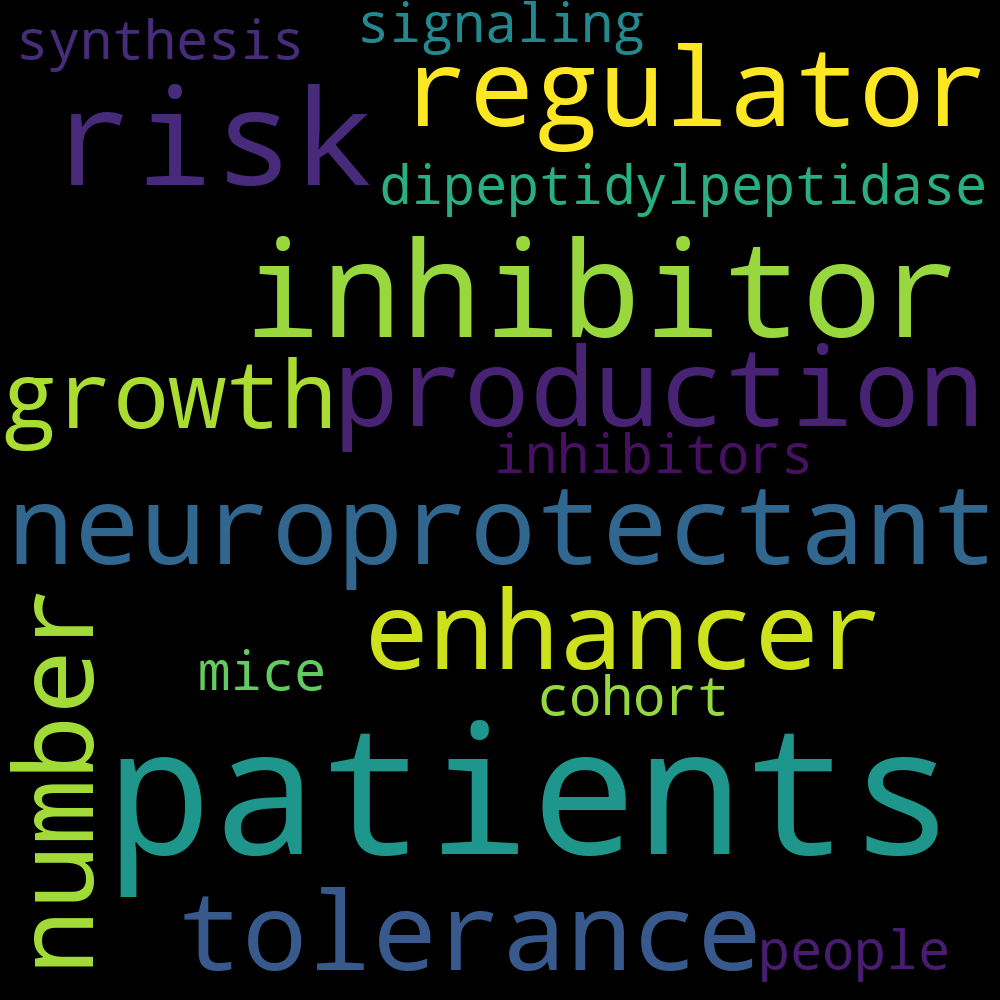 signaling
synthesis
regulator
risk
dipeptidylpeptidase
inhibitor
production
growth
inhibitors
neuroprotectant
enhancer
mice
cohort
number
patients
tolerance
people